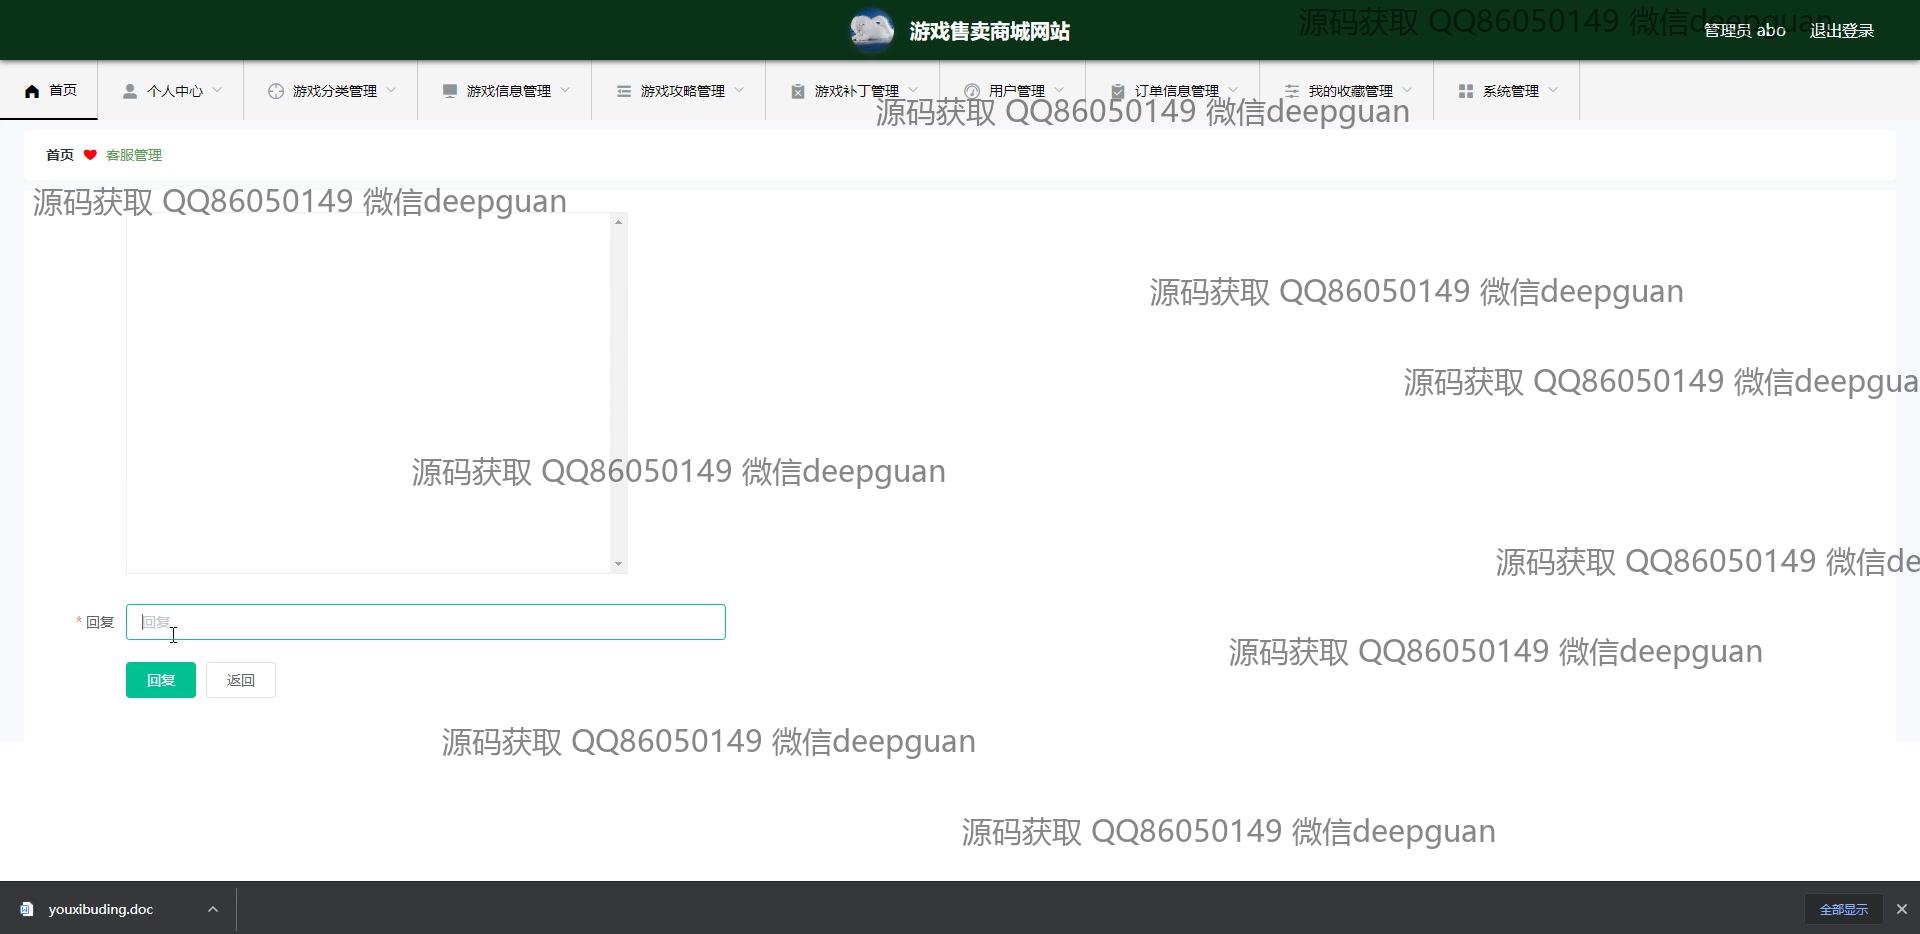 游戏售卖商城网站
源码获取 QQ86050149 微信deepguan
管理员 abo
退出登录
首页
个人中心
游戏分类管理
游戏信息管理
游戏攻略管理
游戏补丁管理
用户管理
订单信息管理
我的收藏管理
系统管理
源码获取 QQ86050149 微信deepguan
首页
客服管理
源码获取 QQ86050149 微信deepguan
源码获取 QQ86050149 微信deepguan
源码获取 QQ86050149 微信deepgua
源码获取 QQ86050149 微信deepguan
源码获取 QQ86050149 微信de
* 回复
回复
源码获取 QQ86050149 微信deepguan
回复
返回
源码获取 QQ86050149 微信deepguan
源码获取 QQ86050149 微信deepguan
youxibuding.doc
全部显示